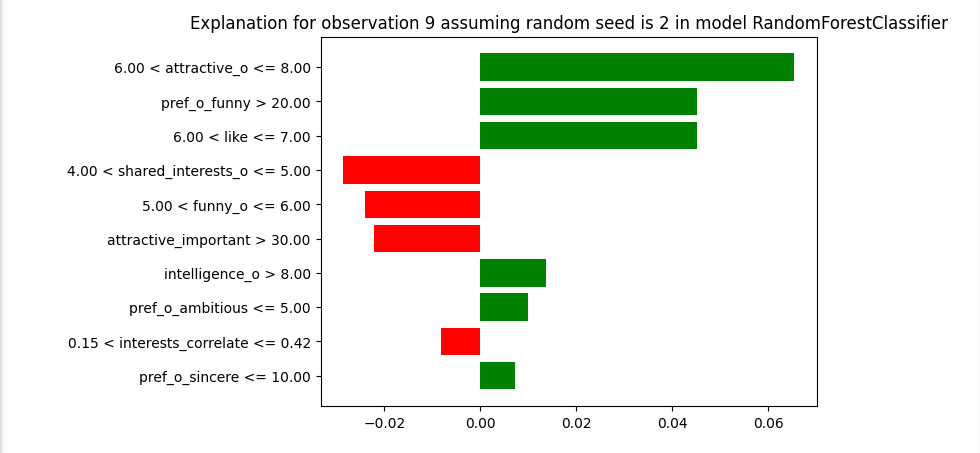 Explanation for observation 9 assuming random seed is 2 in model RandomForestClassifier
6.00 < attractive_o <= 8.00
pref_o_funny > 20.00
6.00 < like <= 7.00
4.00 < shared_interests_o <= 5.00
5.00 < funny_o <= 6.00
attractive_important > 30.00
intelligence_o > 8.00
pref_o_ambitious <= 5.00
0.15 < interests_correlate <= 0.42
pref_o_sincere <= 10.00
−0.02 0.00 0.02 0.04 0.06